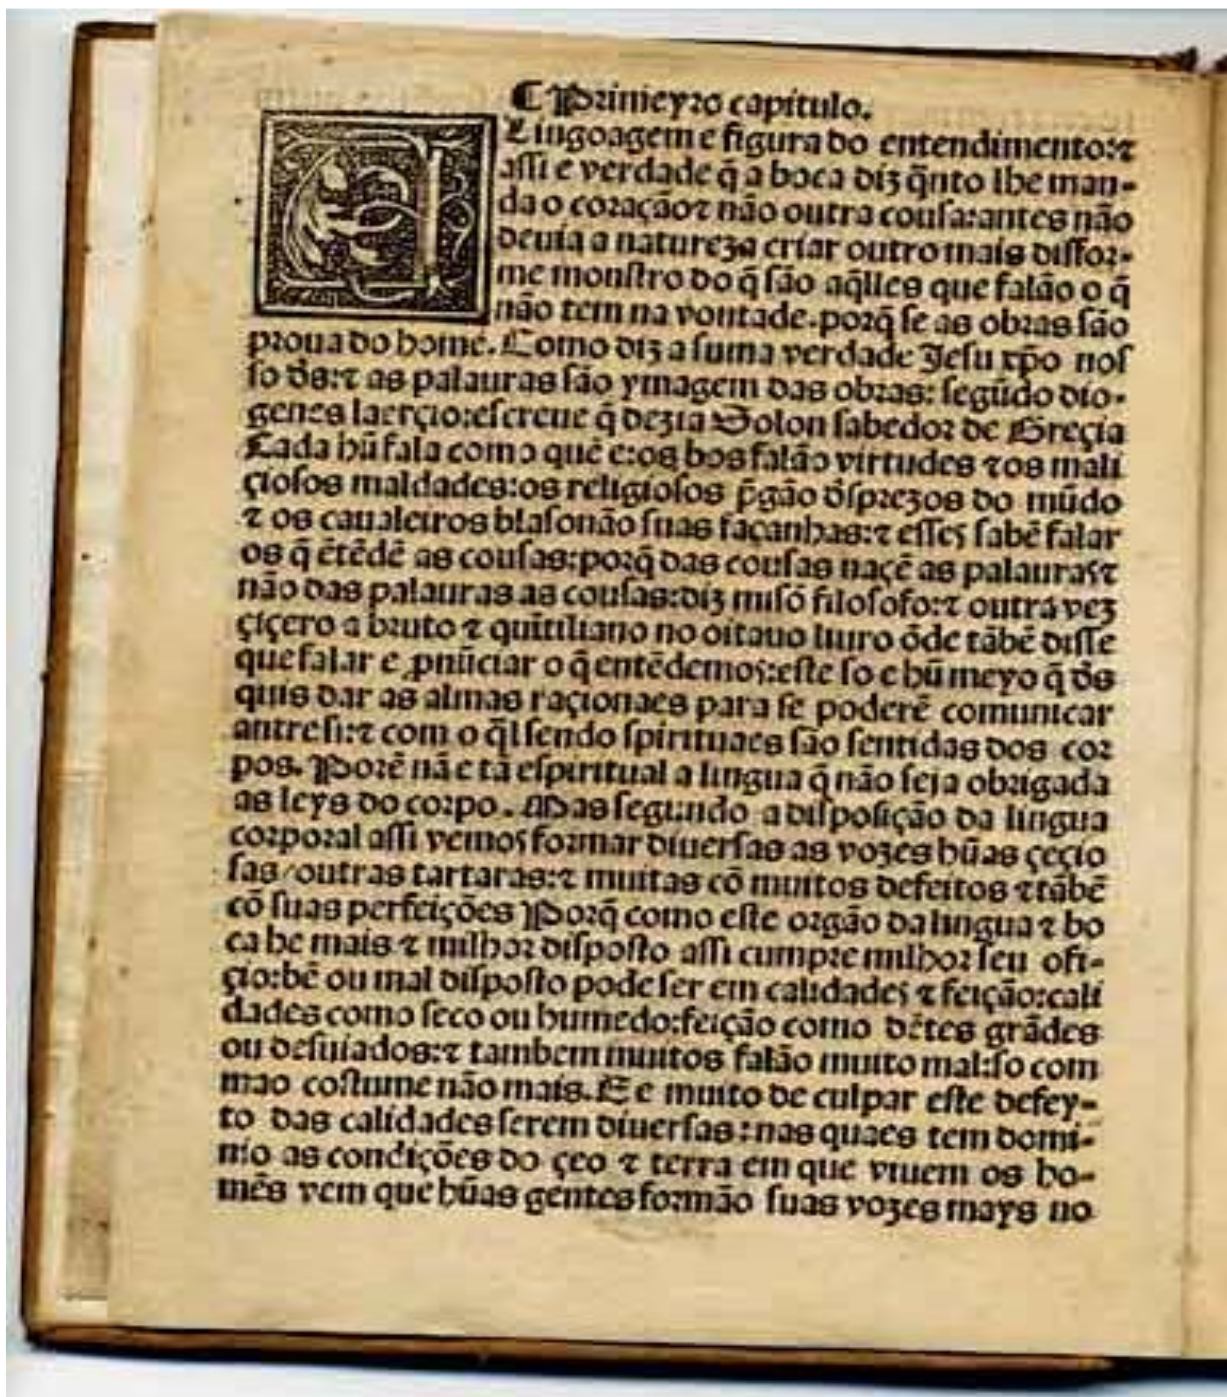 ¶ Primeyro capitulo.
A Lingoagem e figura do entendimento: ⁊
assi e verdade q̃ a boca diz q̃nto lhe man-
da o coração ⁊ não outra cousa: antes não
deuia a natureza criar outro mais disfor-
me monstro do q̃ são aq̃lles que falão o q̃
não tem na vontade. porq̃ se as obras são
proua do home. Como diz a suma verdade Jesu xp̃o nos
so d̃s: ⁊ as palauras são ymagem das obras: segũdo dio-
genes laerçio: escreue q̃ dezia Solon sabedor de Greçia
Cada hũ fala como quẽ e: os bos falão virtudes ⁊ os mali
çiosos maldades: os religiosos p̃gão d̃sprezos do mũdo
⁊ os caualeiros blasonão suas façanhas: ⁊ esses sabẽ falar
os q̃ ẽtẽdẽ as cousas: porq̃ das cousas naçẽ as palauras ⁊
não das palauras as cousas: diz misõ filosofo: ⁊ outra vez
çiçero a bruto ⁊ quĩtiliano no oitauo liuro õde tãbẽ disse
que falar e ꝓnũciar o q̃ entẽdemos: este so e hũ meyo q̃ d̃s
quis dar as almas raçionaes para se poderẽ comunicar
antresi: ⁊ com o q̃l sendo spirituaes são sentidas dos cor
pos. Porẽ nã e tã espiritual a lingua q̃ não seja obrigada
as leys do corpo. Mas segundo a disposição da lingua
corporal assi vemos formar diuersas as vozes hũas çeçio
sas/outras tartaras: ⁊ muitas cõ muitos defeitos ⁊ tãbẽ
cõ suas perfeições Porq̃ como este orgão da lingua ⁊ bo
ca he mais ⁊ milhor disposto assi cumpre milhor seu ofi-
çio: bẽ ou mal disposto pode ser em calidades ⁊ feição: cali
dades como seco ou humedo: feição como dẽtes grãdes
ou desuiados: ⁊ tambem muitos falão muito mal: so com
mao costume não mais. E e muito de culpar este defey-
to das calidades serem diuersas: nas quaes tem domi-
nio as condições do çeo ⁊ terra em que viuem os ho-
mẽs vem que hũas gentes formão suas vozes mays no